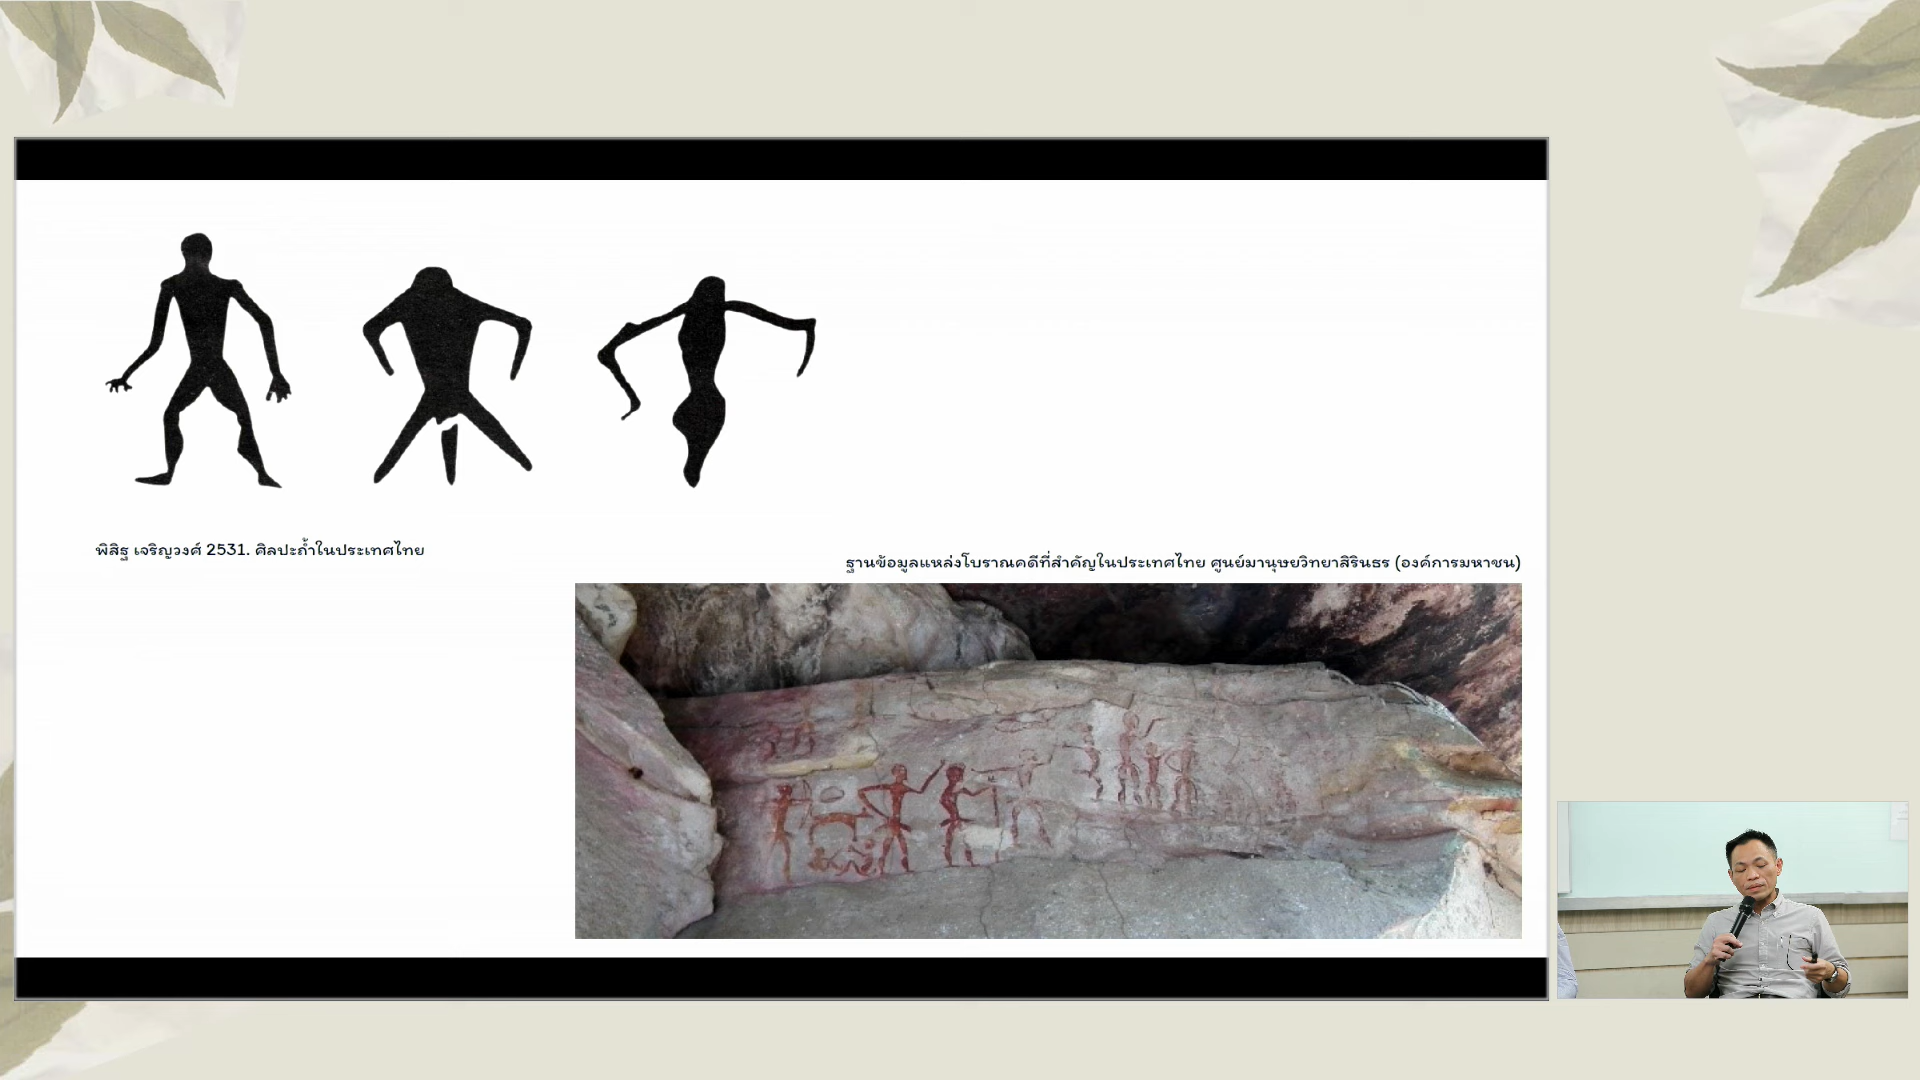 พิสิฐ เจริญวงศ์ 2531. ศิลปะถ้ำในประเทศไทย
ฐานข้อมูลแหล่งโบราณคดีที่สำคัญในประเทศไทย ศูนย์มานุษยวิทยาสิรินธร (องค์การมหาชน)